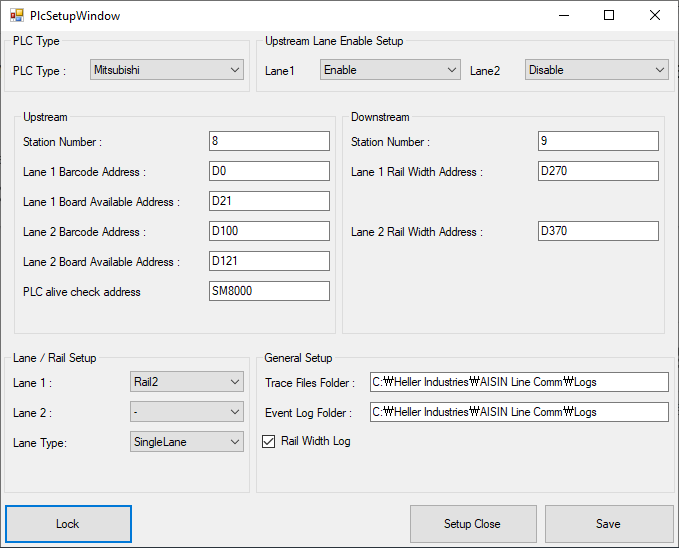 PlcSetupWindow
PLC Type
PLC Type : Mitsubishi
Upstream Lane Enable Setup
Lane1 Enable Lane2 Disable
Upstream
Station Number : 8
Lane 1 Barcode Address : D0
Lane 1 Board Available Address : D21
Lane 2 Barcode Address : D100
Lane 2 Board Available Address : D121
PLC alive check address SM8000
Downstream
Station Number : 9
Lane 1 Rail Width Address : D270
Lane 2 Rail Width Address : D370
Lane / Rail Setup
Lane 1 : Rail2
Lane 2 : -
Lane Type: SingleLane
General Setup
Trace Files Folder : C:₩Heller Industries₩AISIN Line Comm₩Logs
Event Log Folder : C:₩Heller Industries₩AISIN Line Comm₩Logs
Rail Width Log
Lock Setup Close Save